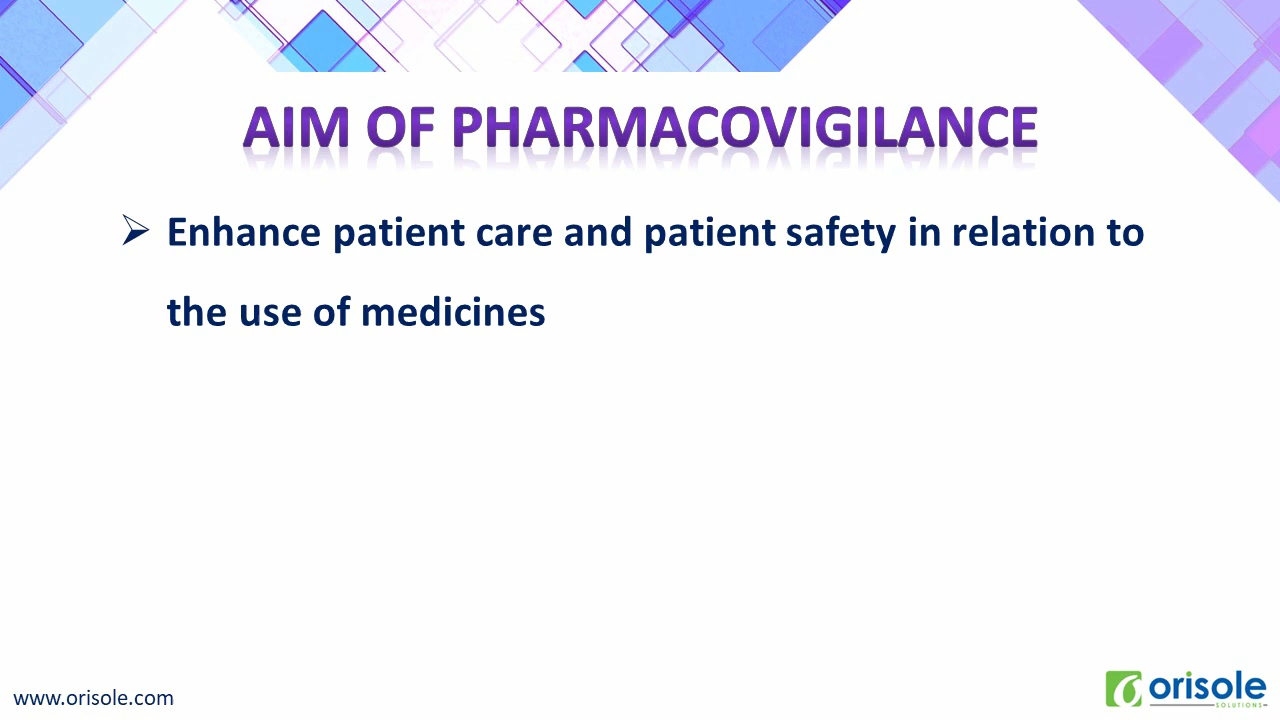 AIM OF PHARMACOVIGILANCE
Enhance patient care and patient safety in relation to
the use of medicines
www.orisole.com
orisole
SOLUTIONS